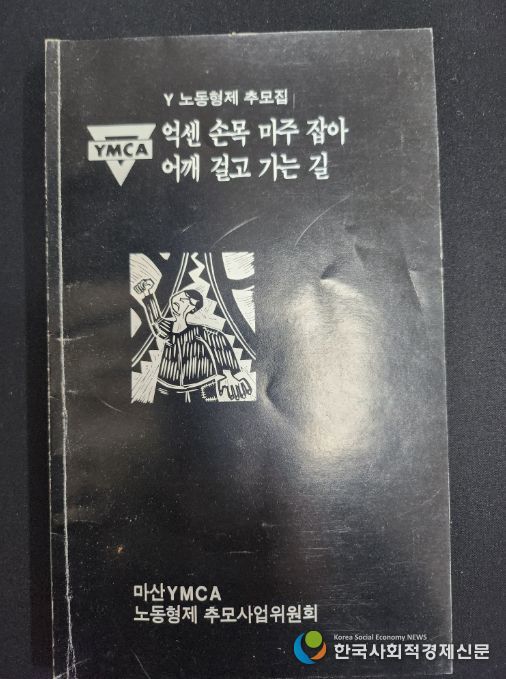 Y 노동형제 추모집
YMCA
억센 손목 마주 잡아
어깨 걸고 가는 길
마산YMCA
노동형제 추모사업위원회
Korea Social Economy NEWS
한국사회적경제신문